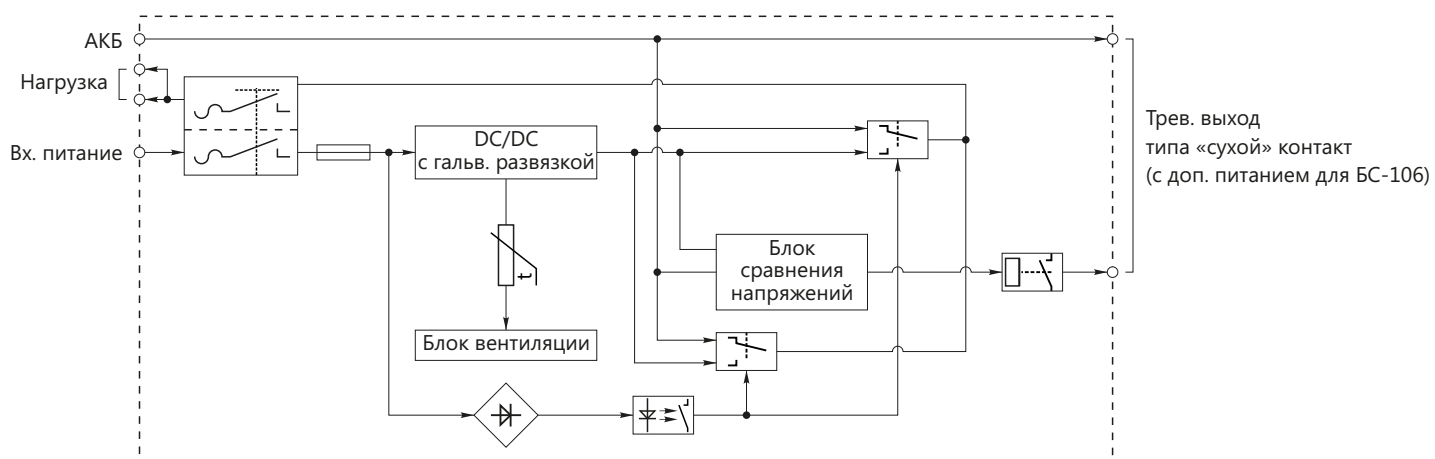 АКБ
Нагрузка
Вх. питание
DC/DC
с гальв. развязкой
t
Блок вентиляции
Блок
сравнения
напряжений
Трев. выход
типа «сухой» контакт
(с доп. питанием для БС-106)